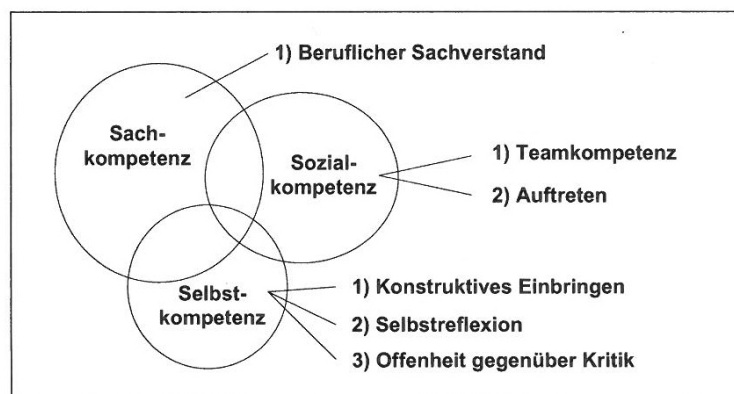 1) Beruflicher Sachverstand
Sach-
kompetenz
Sozial-
kompetenz
1) Teamkompetenz
2) Auftreten
Selbst-
kompetenz
1) Konstruktives Einbringen
2) Selbstreflexion
3) Offenheit gegenüber Kritik